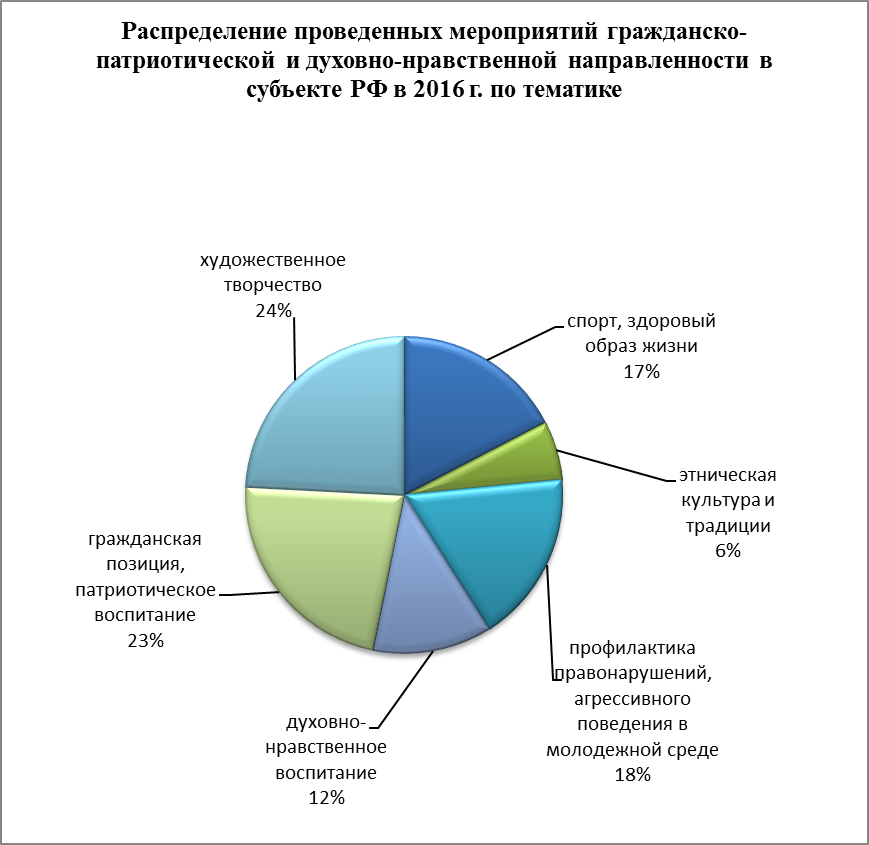 Распределение проведенных мероприятий гражданско-
патриотической и духовно-нравственной направленности в
субъекте РФ в 2016 г. по тематике
художественное
творчество
24%
спорт, здоровый
образ жизни
17%
этническая
культура и
традиции
6%
гражданская
позиция,
патриотическое
воспитание
23%
профилактика
правонарушений,
агрессивного
поведения в
молодежной среде
18%
духовно-
нравственное
воспитание
12%